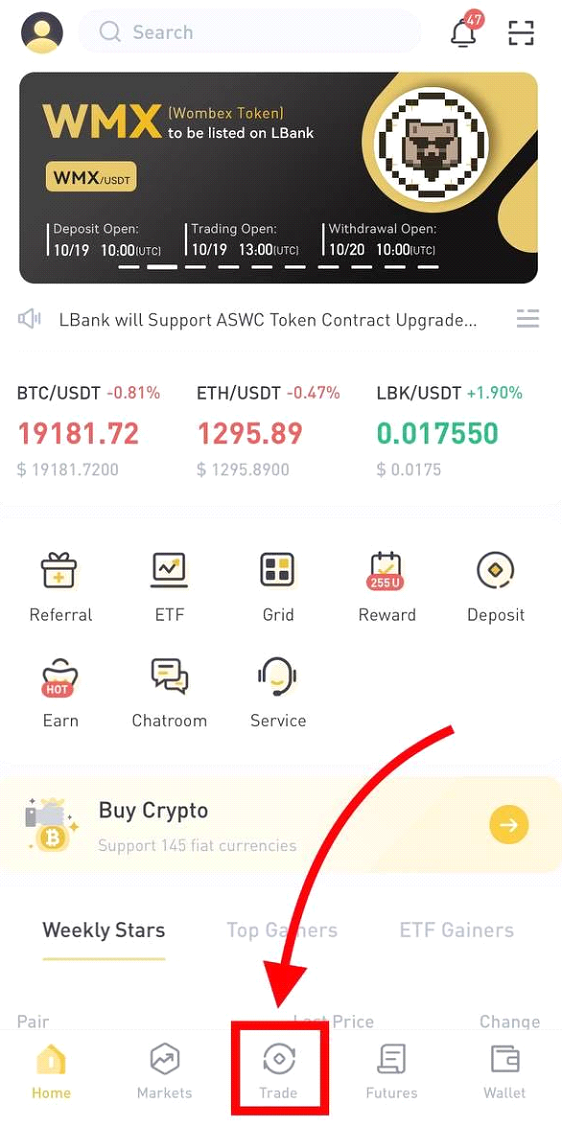 47
Search
WMX (Wombex Token)
to be listed on LBank
WMX/USDT
Deposit Open: Trading Open: Withdrawal Open:
10/19 10:00(UTC) 10/19 13:00(UTC) 10/20 10:00(UTC)
LBank will Support ASWC Token Contract Upgrade...
BTC/USDT -0.81% ETH/USDT -0.47% LBK/USDT +1.90%
19181.72 1295.89 0.017550
$ 19181.7200 $ 1295.8900 $ 0.0175
255 U
Referral ETF Grid Reward Deposit
HOT
Earn Chatroom Service
Buy Crypto
Support 145 fiat currencies
Weekly Stars Top Gainers ETF Gainers
Pair Last Price Change
Home Markets Trade Futures Wallet